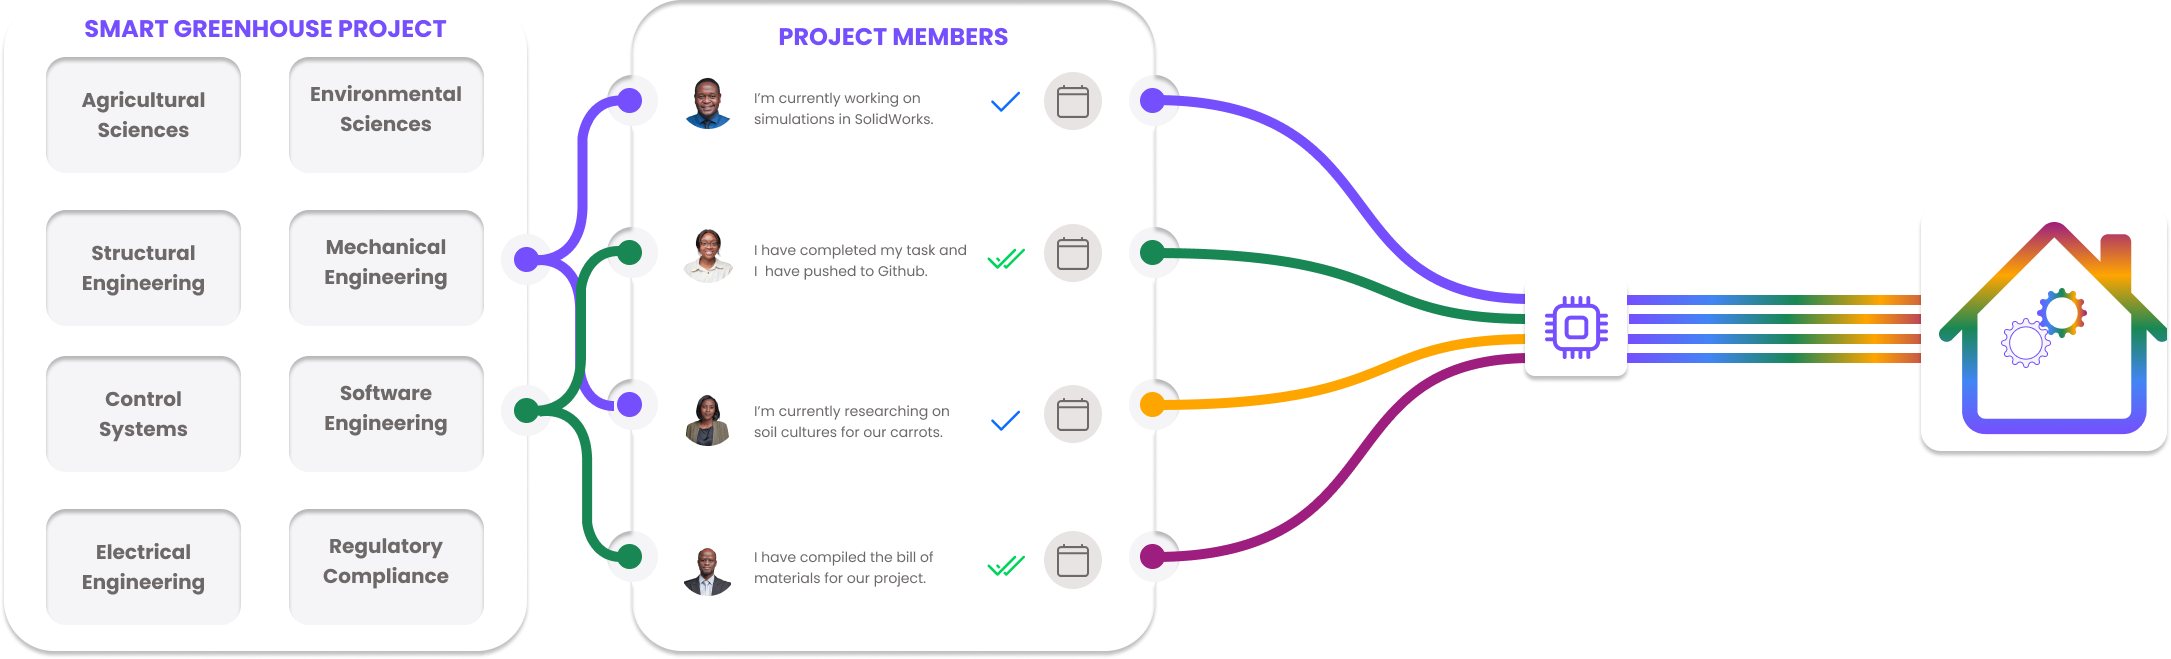 SMART GREENHOUSE PROJECT
Agricultural
Sciences
Environmental
Sciences
Structural
Engineering
Mechanical
Engineering
Control
Systems
Software
Engineering
Electrical
Engineering
Regulatory
Compliance
PROJECT MEMBERS
I'm currently working on
simulations in SolidWorks.
I have completed my task and
I have pushed to Github.
I'm currently researching on
soil cultures for our carrots.
I have compiled the bill of
materials for our project.